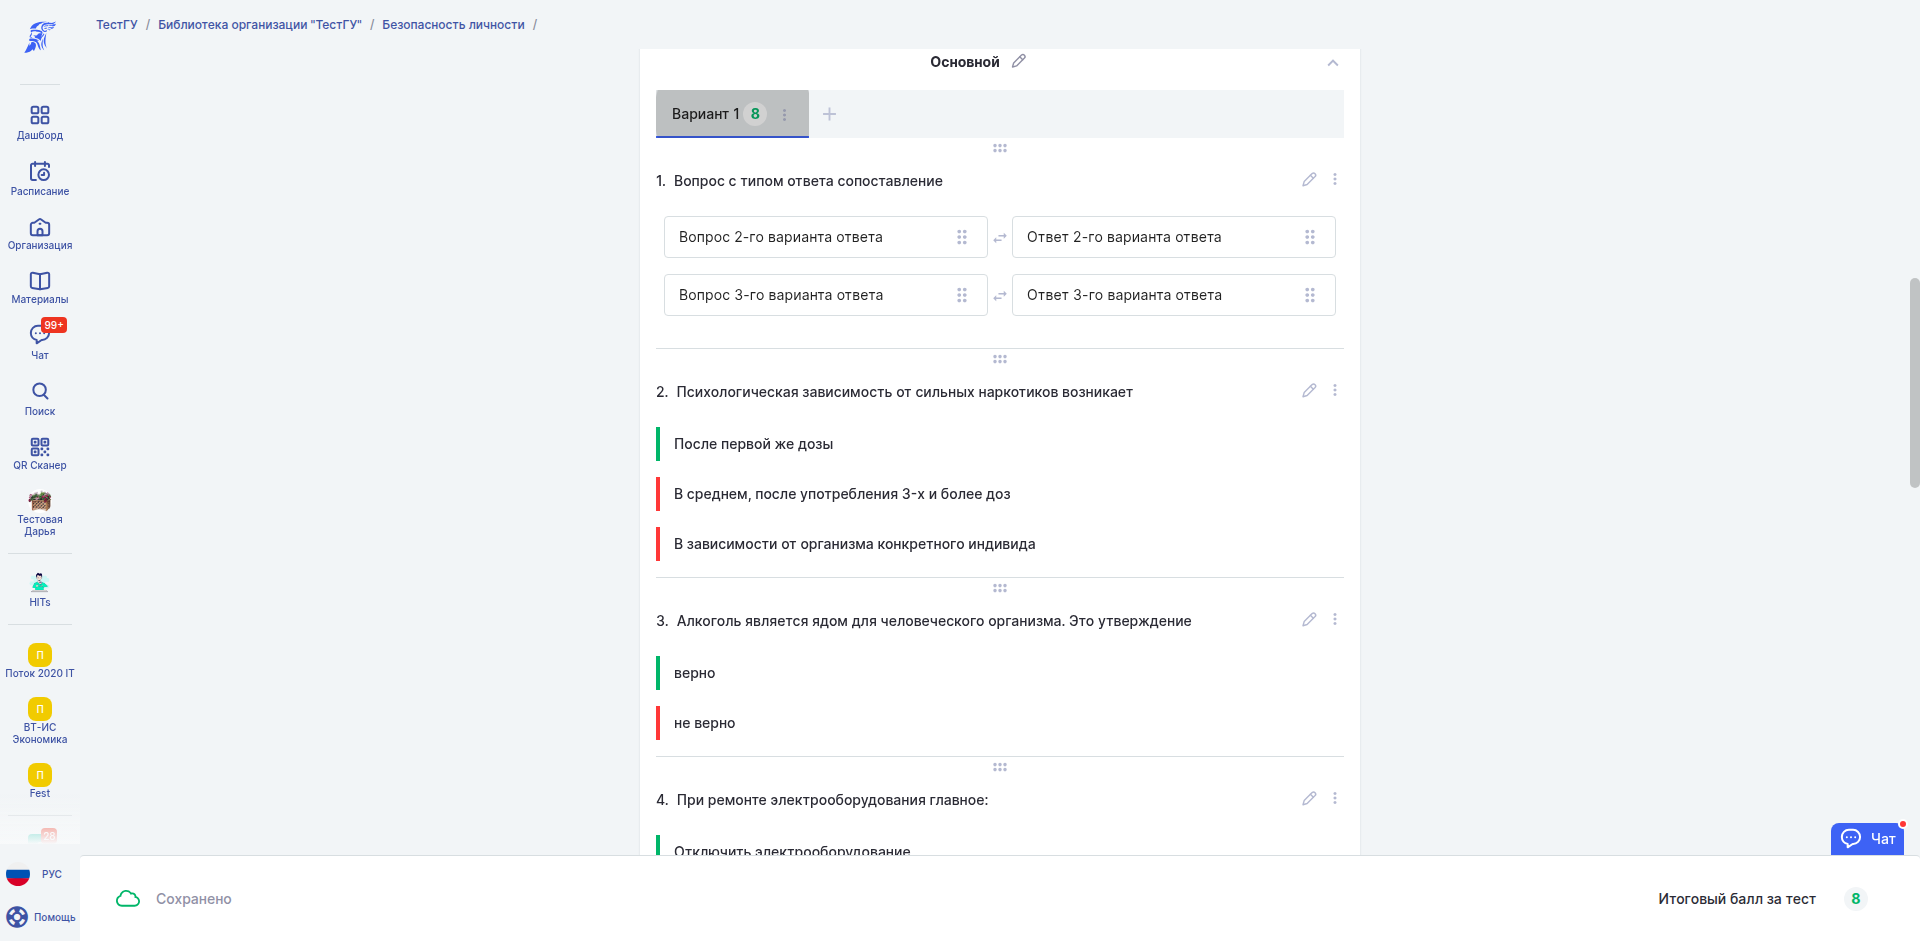 ТестГУ / Библиотека организации "ТестГУ" / Безопасность личности /
Дашборд
Расписание
Организация
Материалы
99+
Чат
Поиск
QR Сканер
Тестовая
Дарья
HITs
П
Поток 2020 IT
П
ВТ-ИС
Экономика
П
Fest
28
РУС
Помощь
Основной
Вариант 1 8
1. Вопрос с типом ответа сопоставление
Вопрос 2-го варианта ответа
Ответ 2-го варианта ответа
Вопрос 3-го варианта ответа
Ответ 3-го варианта ответа
2. Психологическая зависимость от сильных наркотиков возникает
После первой же дозы
В среднем, после употребления 3-х и более доз
В зависимости от организма конкретного индивида
3. Алкоголь является ядом для человеческого организма. Это утверждение
верно
не верно
4. При ремонте электрооборудования главное:
Отключить электрооборудование
Чат
Сохранено
Итоговый балл за тест 8